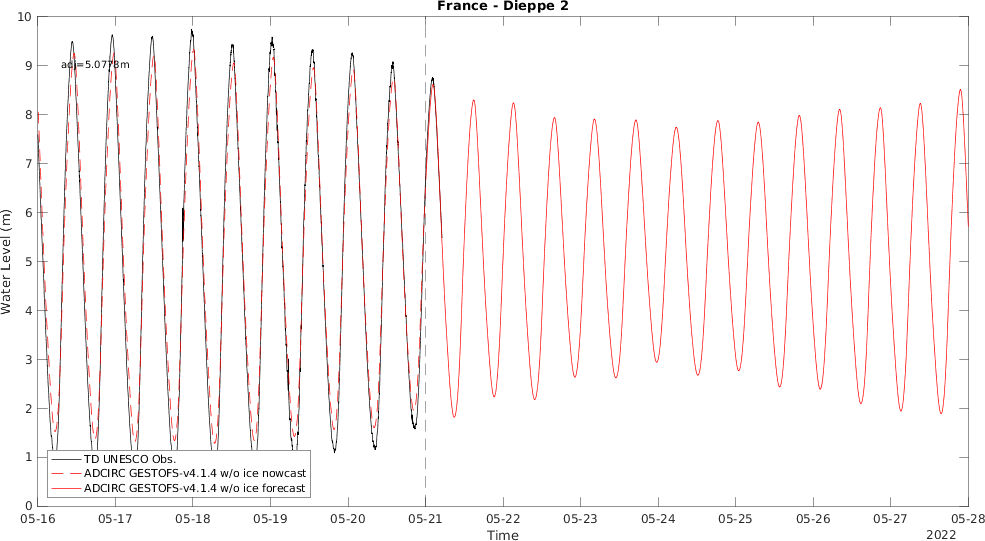 France - Dieppe 2
10
9
8
7
6
5
4
3
2
1
0
Water Level (m)
adj=5.0778m
TD UNESCO Obs.
ADCIRC GESTOFS-v4.1.4 w/o ice nowcast
ADCIRC GESTOFS-v4.1.4 w/o ice forecast
05-16 05-17 05-18 05-19 05-20 05-21 05-22 05-23 05-24 05-25 05-26 05-27 05-28
Time
2022